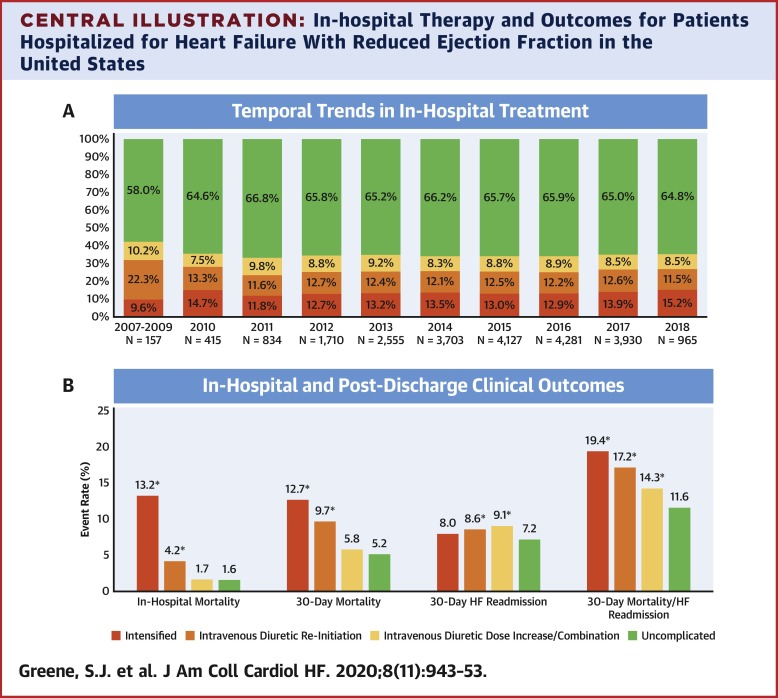 CENTRAL ILLUSTRATION: In-hospital Therapy and Outcomes for Patients
Hospitalized for Heart Failure With Reduced Ejection Fraction in the
United States
A
Temporal Trends in In-Hospital Treatment
100%
90%
80%
70%
60%
50%
40%
30%
20%
10%
0%
58.0% 64.6% 66.8% 65.8% 65.2% 66.2% 65.7% 65.9% 65.0% 64.8%
10.2% 7.5% 9.8% 8.8% 9.2% 8.3% 8.8% 8.9% 8.5% 8.5%
22.3% 13.3% 11.6% 12.7% 12.4% 12.1% 12.5% 12.2% 12.6% 11.5%
9.6% 14.7% 11.8% 12.7% 13.2% 13.5% 13.0% 12.9% 13.9% 15.2%
2007-2009 2010 2011 2012 2013 2014 2015 2016 2017 2018
N = 157 N = 415 N = 834 N = 1,710 N = 2,555 N = 3,703 N = 4,127 N = 4,281 N = 3,930 N = 965
B
In-Hospital and Post-Discharge Clinical Outcomes
Event Rate (%)
25
20
15
10
5
0
13.2* 4.2* 1.7 1.6
12.7* 9.7* 5.8 5.2
8.0 8.6* 9.1* 7.2
19.4* 17.2* 14.3* 11.6
In-Hospital Mortality
30-Day Mortality
30-Day HF Readmission
30-Day Mortality/HF
Readmission
Intensified Intravenous Diuretic Re-Initiation Intravenous Diuretic Dose Increase/Combination Uncomplicated
Greene, S.J. et al. J Am Coll Cardiol HF. 2020;8(11):943-53.